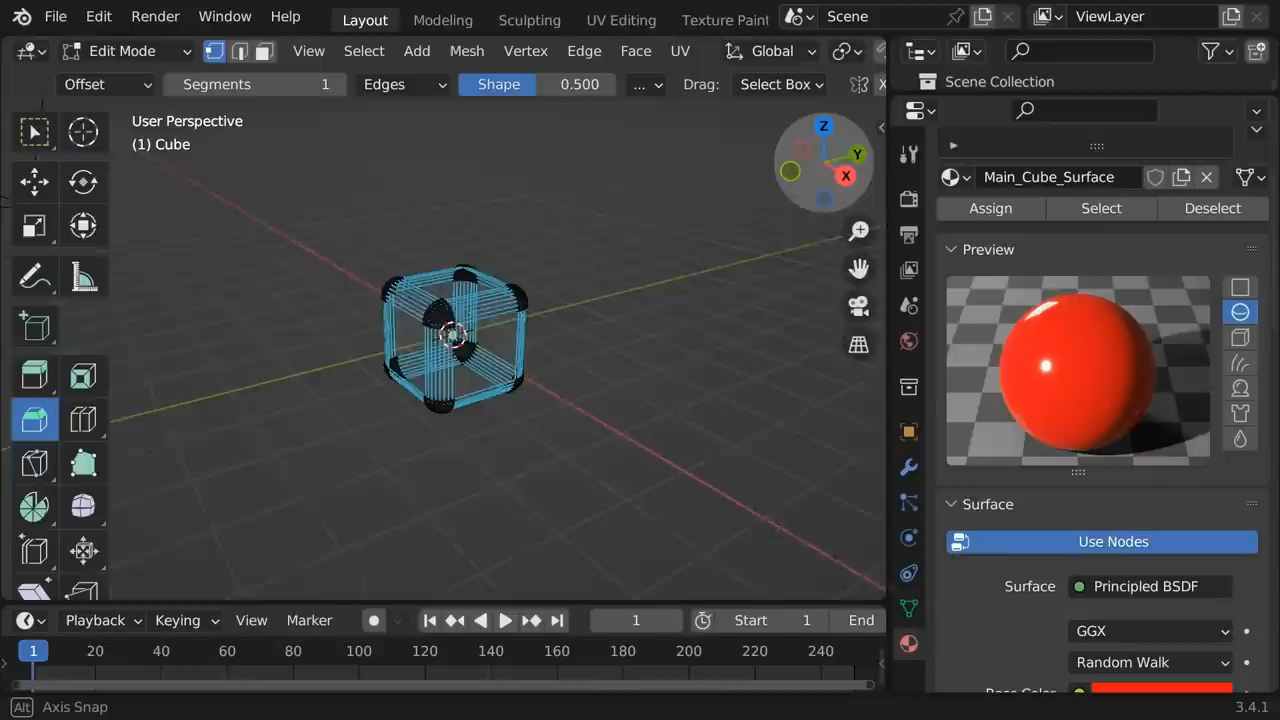 File Edit Render Window Help Layout Modeling Sculpting UV Editing Texture Paint Scene ViewLayer
Edit Mode View Select Add Mesh Vertex Edge Face UV Global
Scene Collection
Offset Segments 1 Edges Shape 0.500 ... Drag: Select Box X
User Perspective
(1) Cube
Z
Y
X
Main_Cube_Surface
Assign Select Deselect
Preview
Surface
Use Nodes
Surface Principled BSDF
GGX
Random Walk
Playback Keying View Marker 1 Start 1 End
1 20 40 60 80 100 120 140 160 180 200 220 240
Alt Axis Snap 3.4.1